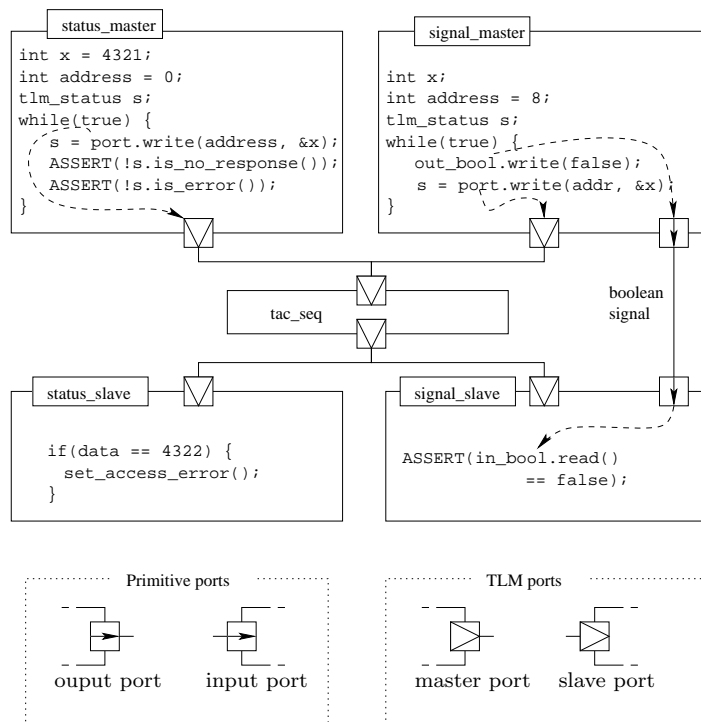 status_master
int x = 4321;
int address = 0;
tlm_status s;
while(true) {
s = port.write(address, &x);
ASSERT(!s.is_no_response());
ASSERT(!s.is_error());
}
signal_master
int x;
int address = 8;
tlm_status s;
while(true) {
out_bool.write(false);
s = port.write(addr, &x);
}
tac_seq
boolean
signal
status_slave
if(data == 4322) {
set_access_error();
}
signal_slave
ASSERT(in_bool.read()
== false);
Primitive ports
ouput port
input port
TLM ports
master port
slave port